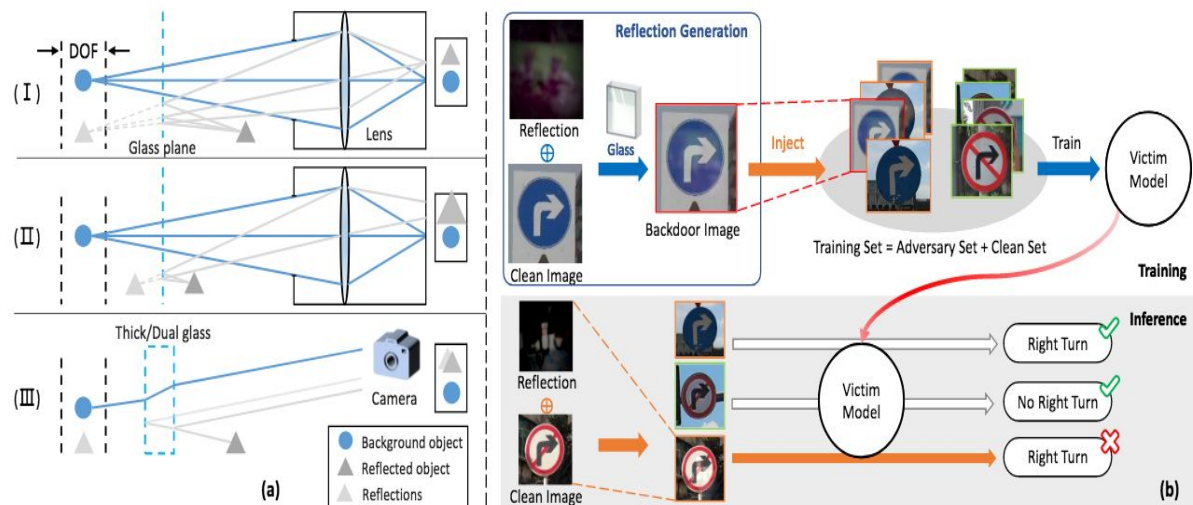 (Ⅰ)
DOF
Glass plane
Lens
(Ⅱ)
(Ⅲ)
Thick/Dual glass
Camera
Background object
Reflected object
Reflections
(a)
Reflection Generation
Reflection
⊕
Clean Image
Glass
Backdoor Image
Inject
Training Set = Adversary Set + Clean Set
Train
Victim
Model
Training
Inference
Reflection
⊕
Clean Image
Victim
Model
Right Turn
No Right Turn
Right Turn
(b)